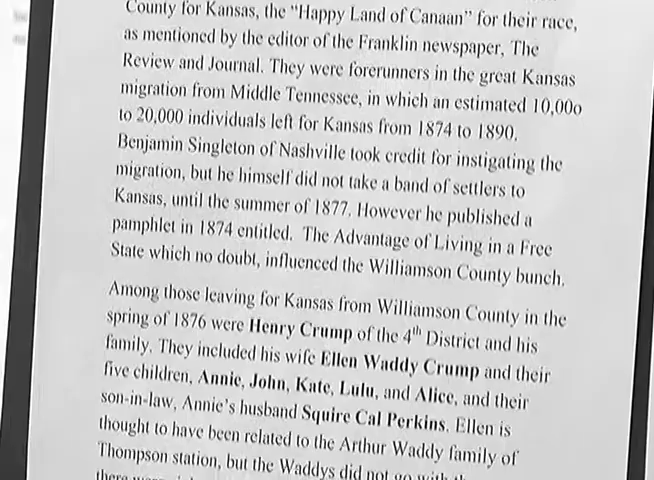 County for Kansas, the "Happy Land of Canaan" for their race,
as mentioned by the editor of the Franklin newspaper, The
Review and Journal. They were forerunners in the great Kansas
migration from Middle Tennessee, in which an estimated 10,00o
to 20,000 individuals left for Kansas from 1874 to 1890.
Benjamin Singleton of Nashville took credit for instigating the
migration, but he himself did not take a band of settlers to
Kansas, until the summer of 1877. However he published a
pamphlet in 1874 entitled. The Advantage of Living in a Free
State which no doubt, influenced the Williamson County bunch.
Among those leaving for Kansas from Williamson County in the
spring of 1876 were Henry Crump of the 4th District and his
family. They included his wife Ellen Waddy Crump and their
five children, Annie, John, Kate, Lulu, and Alice, and their
son-in-law, Annie's husband Squire Cal Perkins. Ellen is
thought to have been related to the Arthur Waddy family of
Thompson station, but the Waddys did not go with
there